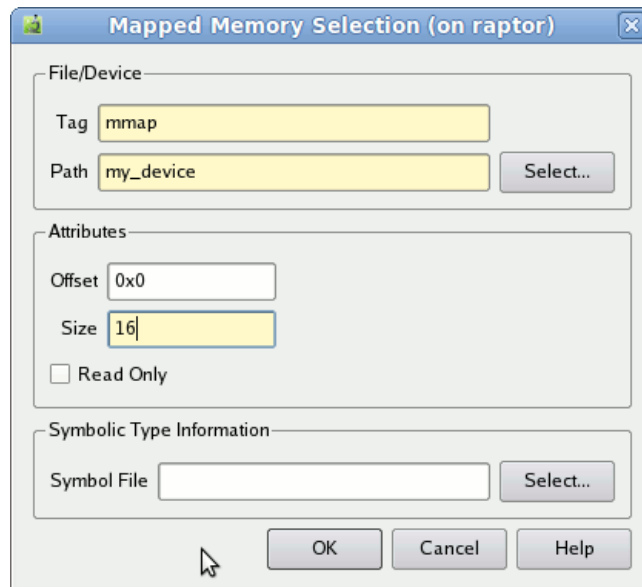 Mapped Memory Selection (on raptor)
File/Device
Tag mmap
Path my_device Select...
Attributes
Offset 0x0
Size 16
Read Only
Symbolic Type Information
Symbol File Select...
OK Cancel Help